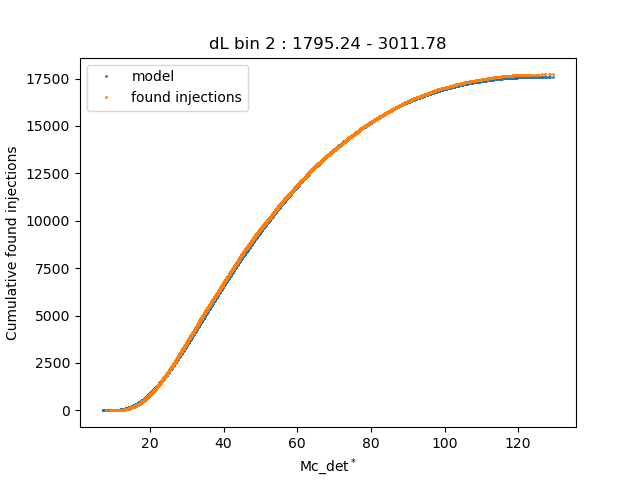 dL bin 2 : 1795.24 - 3011.78
model
found injections
17500
15000
12500
10000
7500
5000
2500
0
Cumulative found injections
20 40 60 80 100 120
Mc_det*